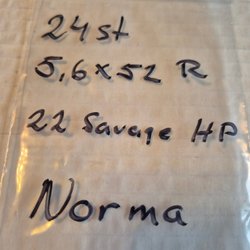 24st
5,6x52 R
22 Savage HP
Norma